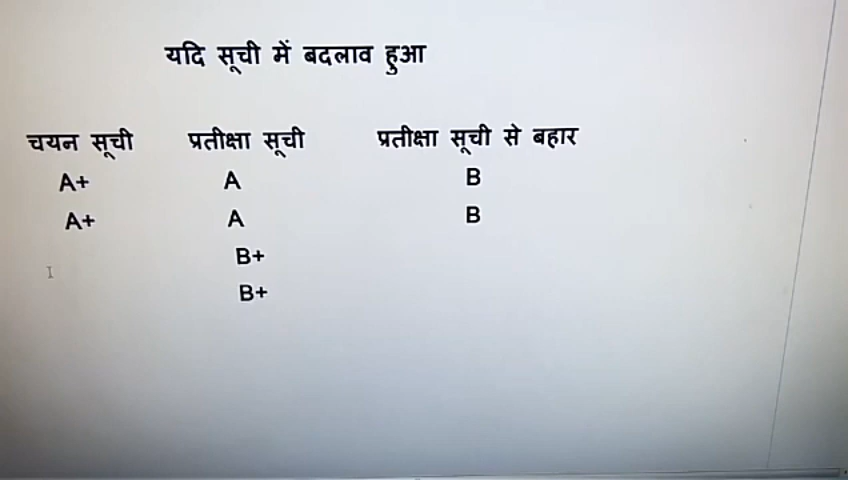 यदि सूची में बदलाव हुआ
चयन सूची प्रतीक्षा सूची प्रतीक्षा सूची से बहार
A+ A B
A+ A B
B+
B+